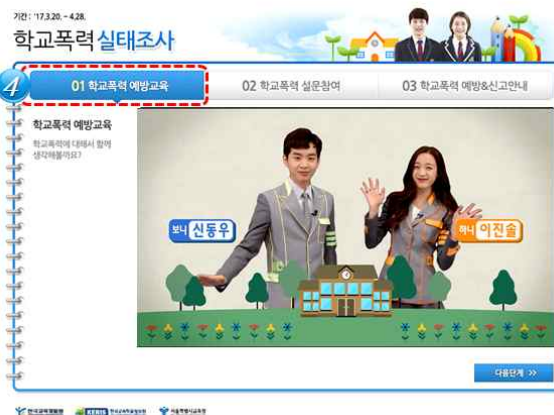 기간 : '17.3.20. ~ 4.28.
학교폭력 실태조사
4
01 학교폭력 예방교육
02 학교폭력 설문참여
03 학교폭력 예방&신고안내
학교폭력 예방교육
학교폭력에 대해서 함께
생각해볼까요?
보니 신동우
하니 이진솔
다음단계 >>
한국교육개발원
KERIS 한국교육학술정보원
서울특별시교육청